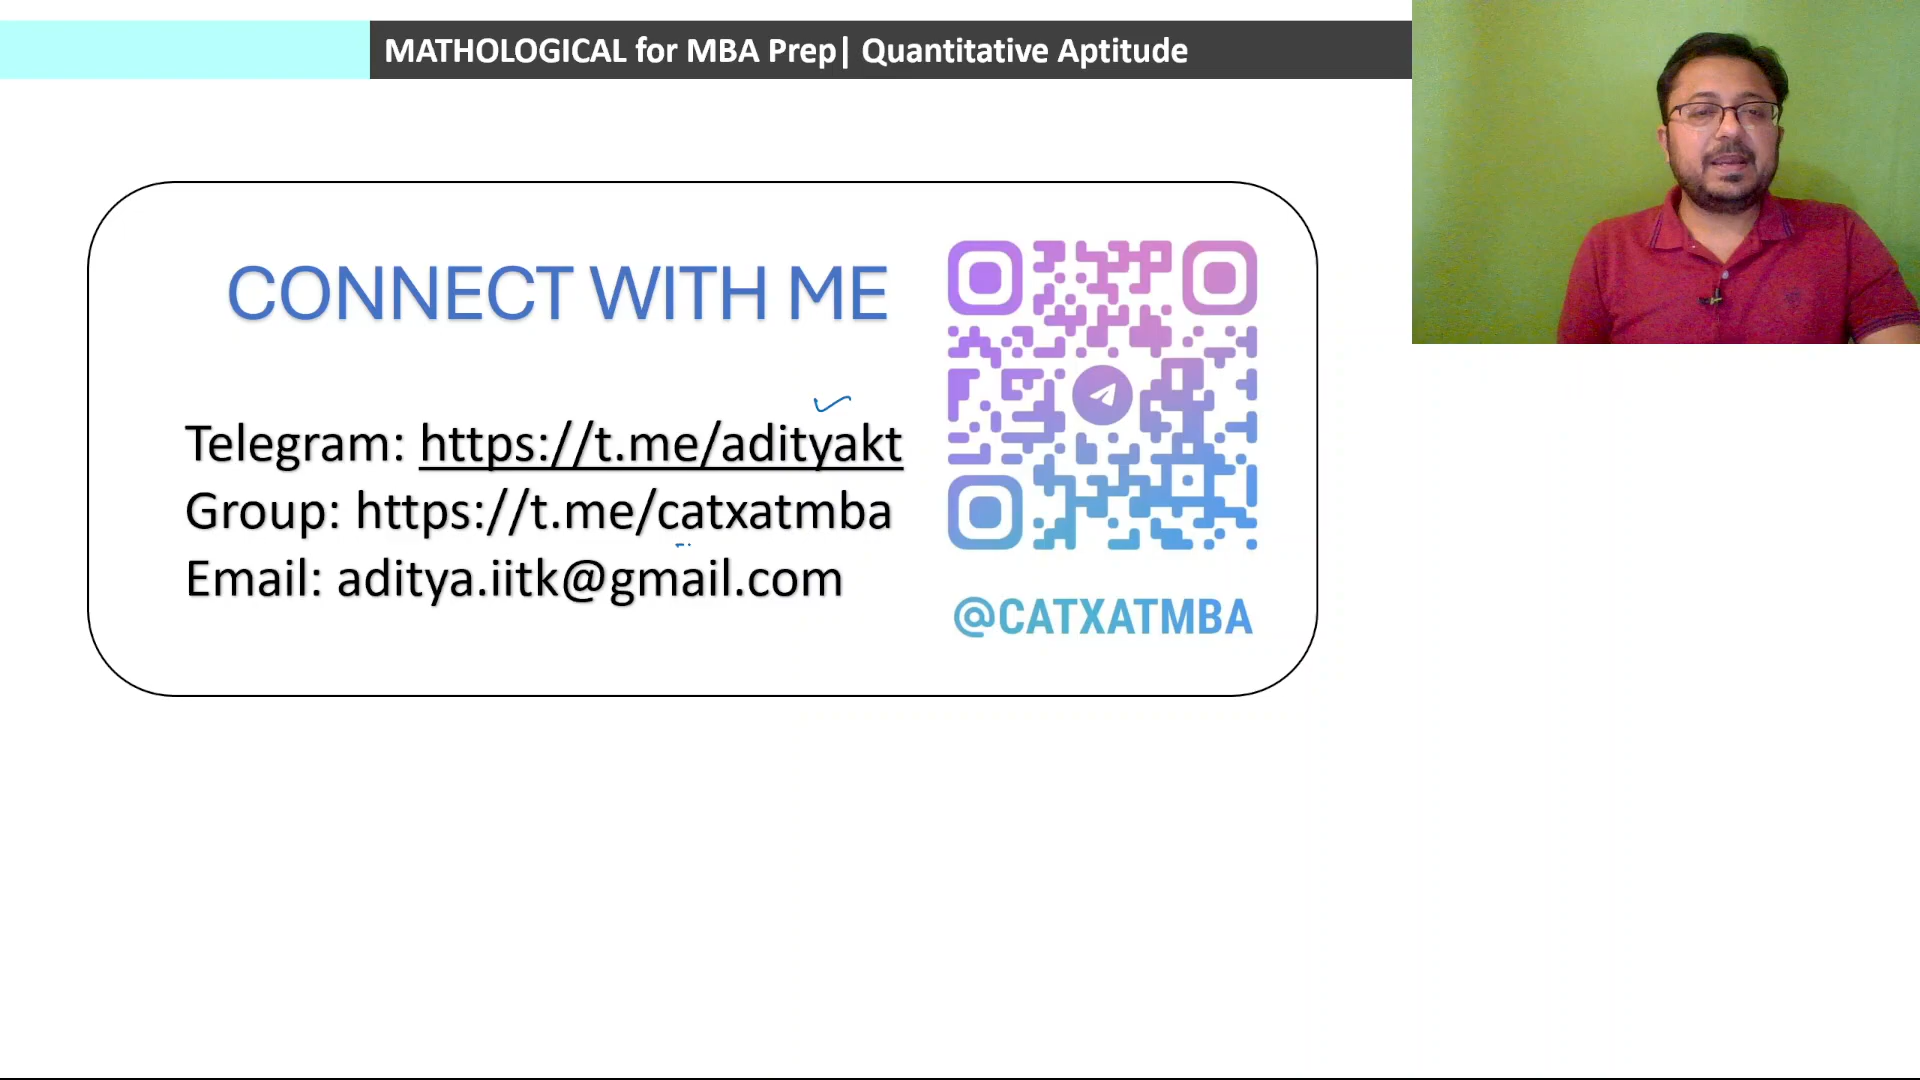 MATHOLOGICAL for MBA Prep| Quantitative Aptitude
CONNECT WITH ME
Telegram: https://t.me/adityakt
Group: https://t.me/catxatmba
Email: aditya.iitk@gmail.com
@CATXATMBA